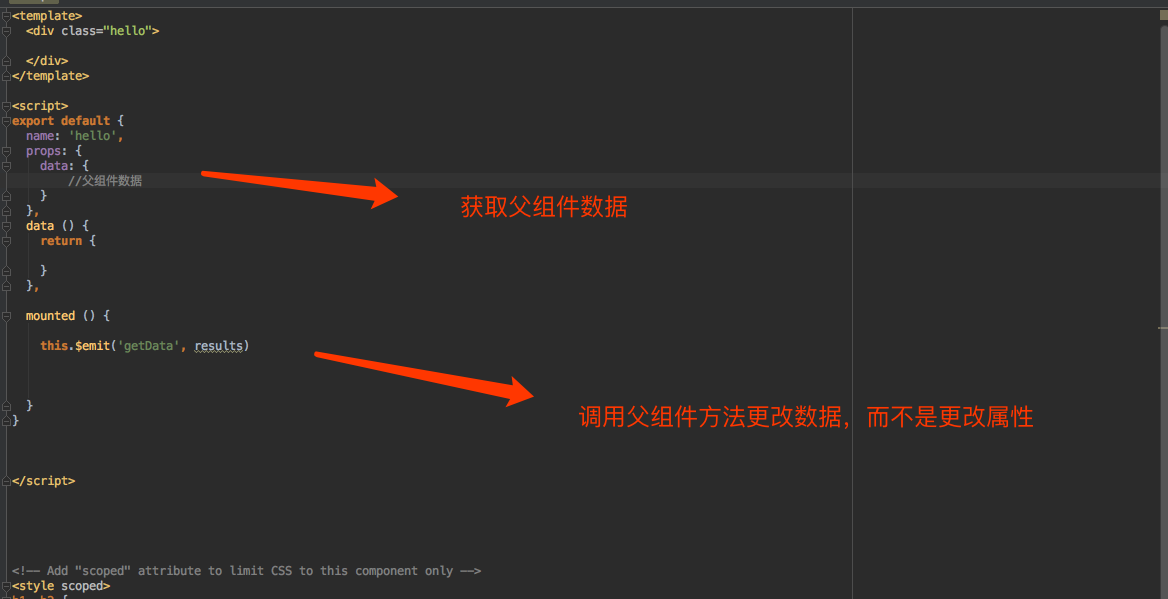 <template>
<div class="hello">
</div>
</template>
<script>
export default {
name: 'hello',
props: {
data: {
//父组件数据
}
获取父组件数据
},
data () {
return {
}
},
mounted () {
this.$emit('getData', results)
}
调用父组件方法更改数据，而不是更改属性
}
</script>
<!-- Add "scoped" attribute to limit CSS to this component only -->
<style scoped>